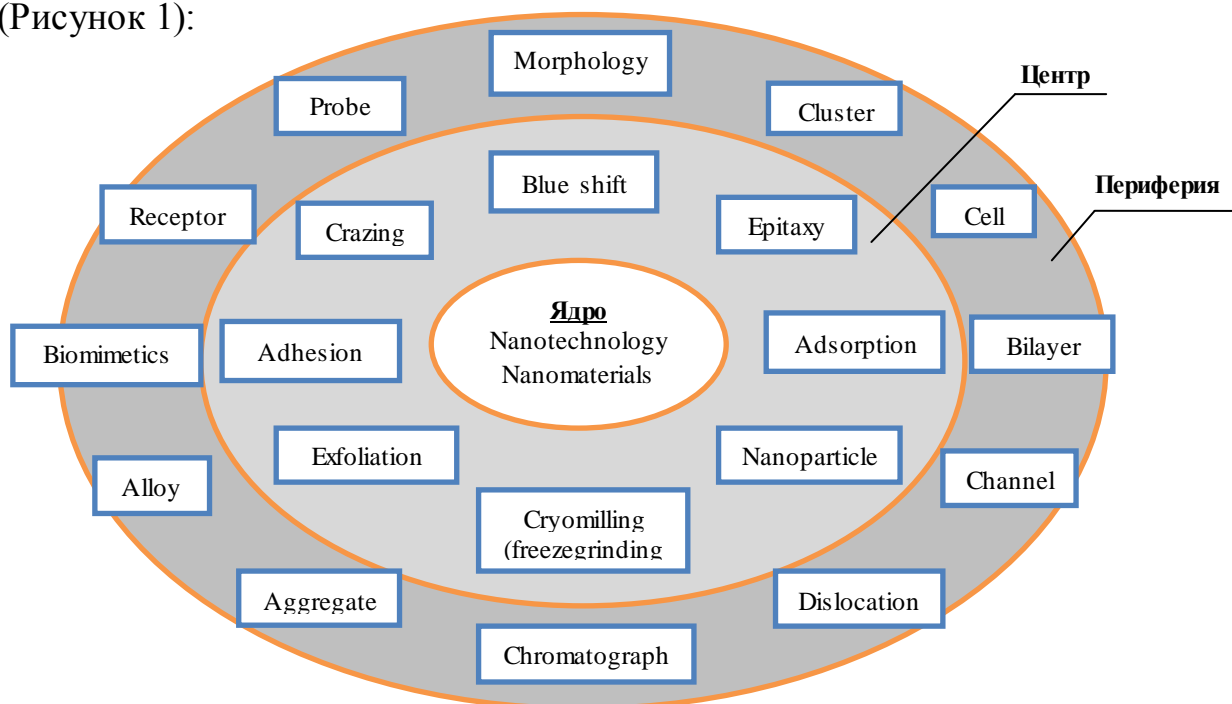 (Рисунок 1):
Morphology
Центр
Probe
Cluster
Периферия
Blue shift
Receptor
Crazing
Epitaxy
Cell
Ядро
Nanotechnology
Nanomaterials
Biomimetics
Adhesion
Adsorption
Bilayer
Exfoliation
Nanoparticle
Alloy
Channel
Cryomilling
(freezegrinding
Aggregate
Dislocation
Chromatograph